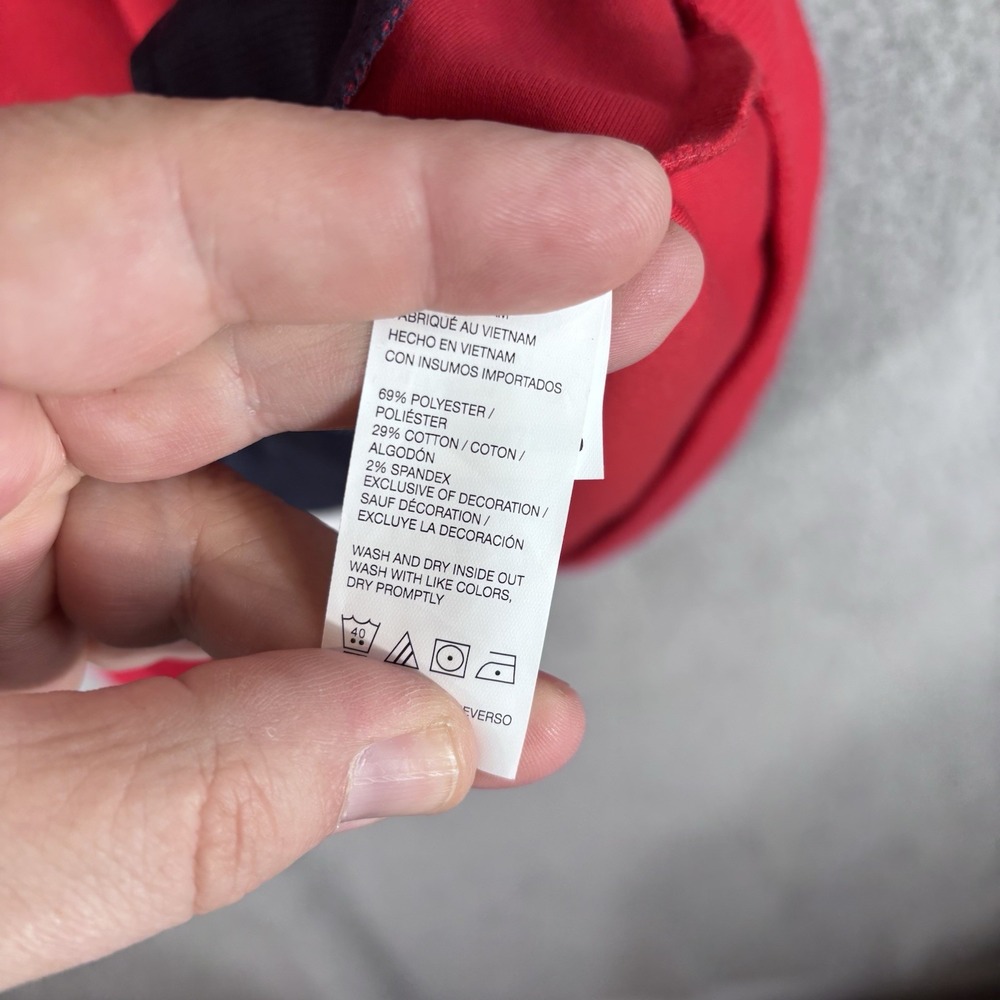 FABRIQUÉ AU VIETNAM
HECHO EN VIETNAM
CON INSUMOS IMPORTADOS
69% POLYESTER /
POLIÉSTER
29% COTTON / COTON /
ALGODÓN
2% SPANDEX
EXCLUSIVE OF DECORATION /
SAUF DÉCORATION /
EXCLUYE LA DECORACIÓN
WASH AND DRY INSIDE OUT
WASH WITH LIKE COLORS,
DRY PROMPTLY
40
EVERSO